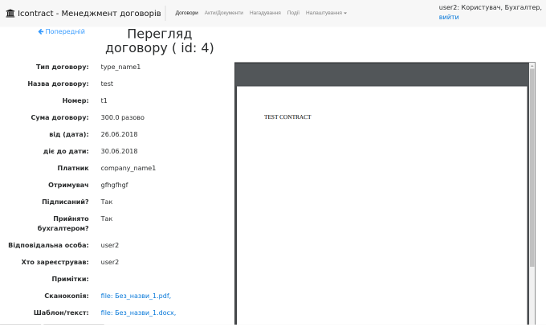 Icontract - Менеджмент договорів
Договори Акти/Документи Нагадування Події Налаштування
user2: Користувач, Бухгалтер,
вийти
Попередній
Перегляд
договору ( id: 4)
Тип договору: type_name1
Назва договору: test
Номер: t1
Сума договору: 300.0 разово
від (дата): 26.06.2018
діє до дати: 30.06.2018
Платник company_name1
Отримувач gfhgfhgf
Підписаний? Так
Прийнято Так
бухгалтером?
Відповідальна особа: user2
Хто зареєстрував: user2
Примітки:
Сканокопія: file: Без_назви_1.pdf,
Шаблон/текст: file: Без_назви_1.docx,
TEST CONTRACT